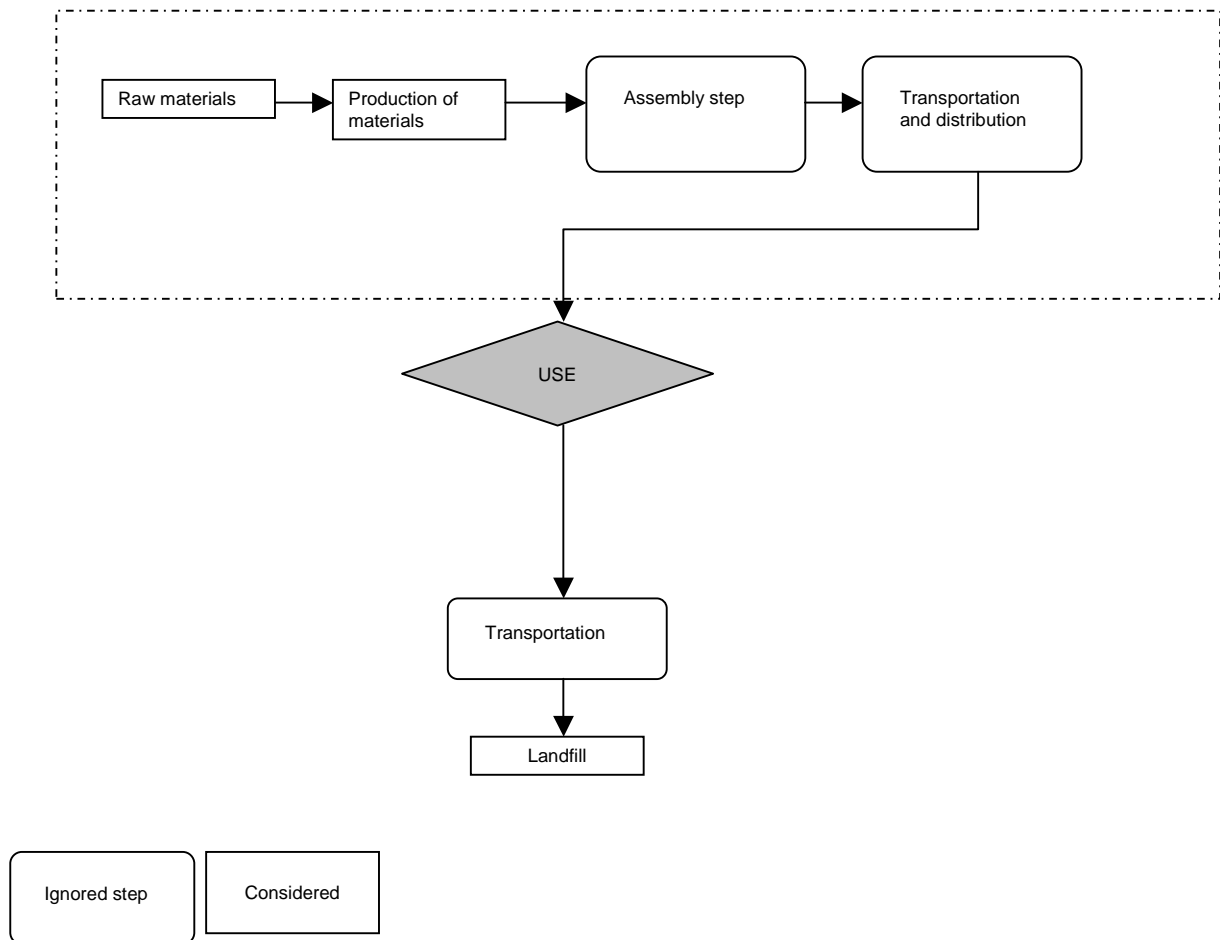 Raw materials
Production of
materials
Assembly step
Transportation
and distribution
USE
Transportation
Landfill
Ignored step
Considered